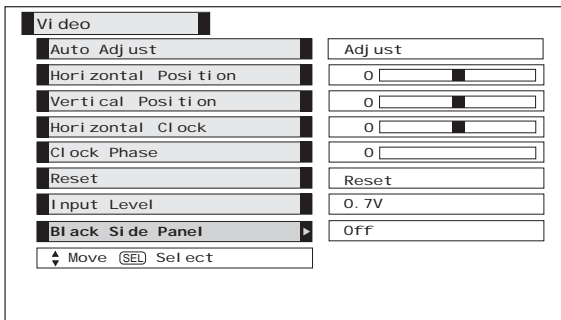 Video
Auto Adjust Adjust
Horizontal Position 0
Vertical Position 0
Horizontal Clock 0
Clock Phase 0
Reset Reset
Input Level 0.7V
Black Side Panel Off
Move SEL Select